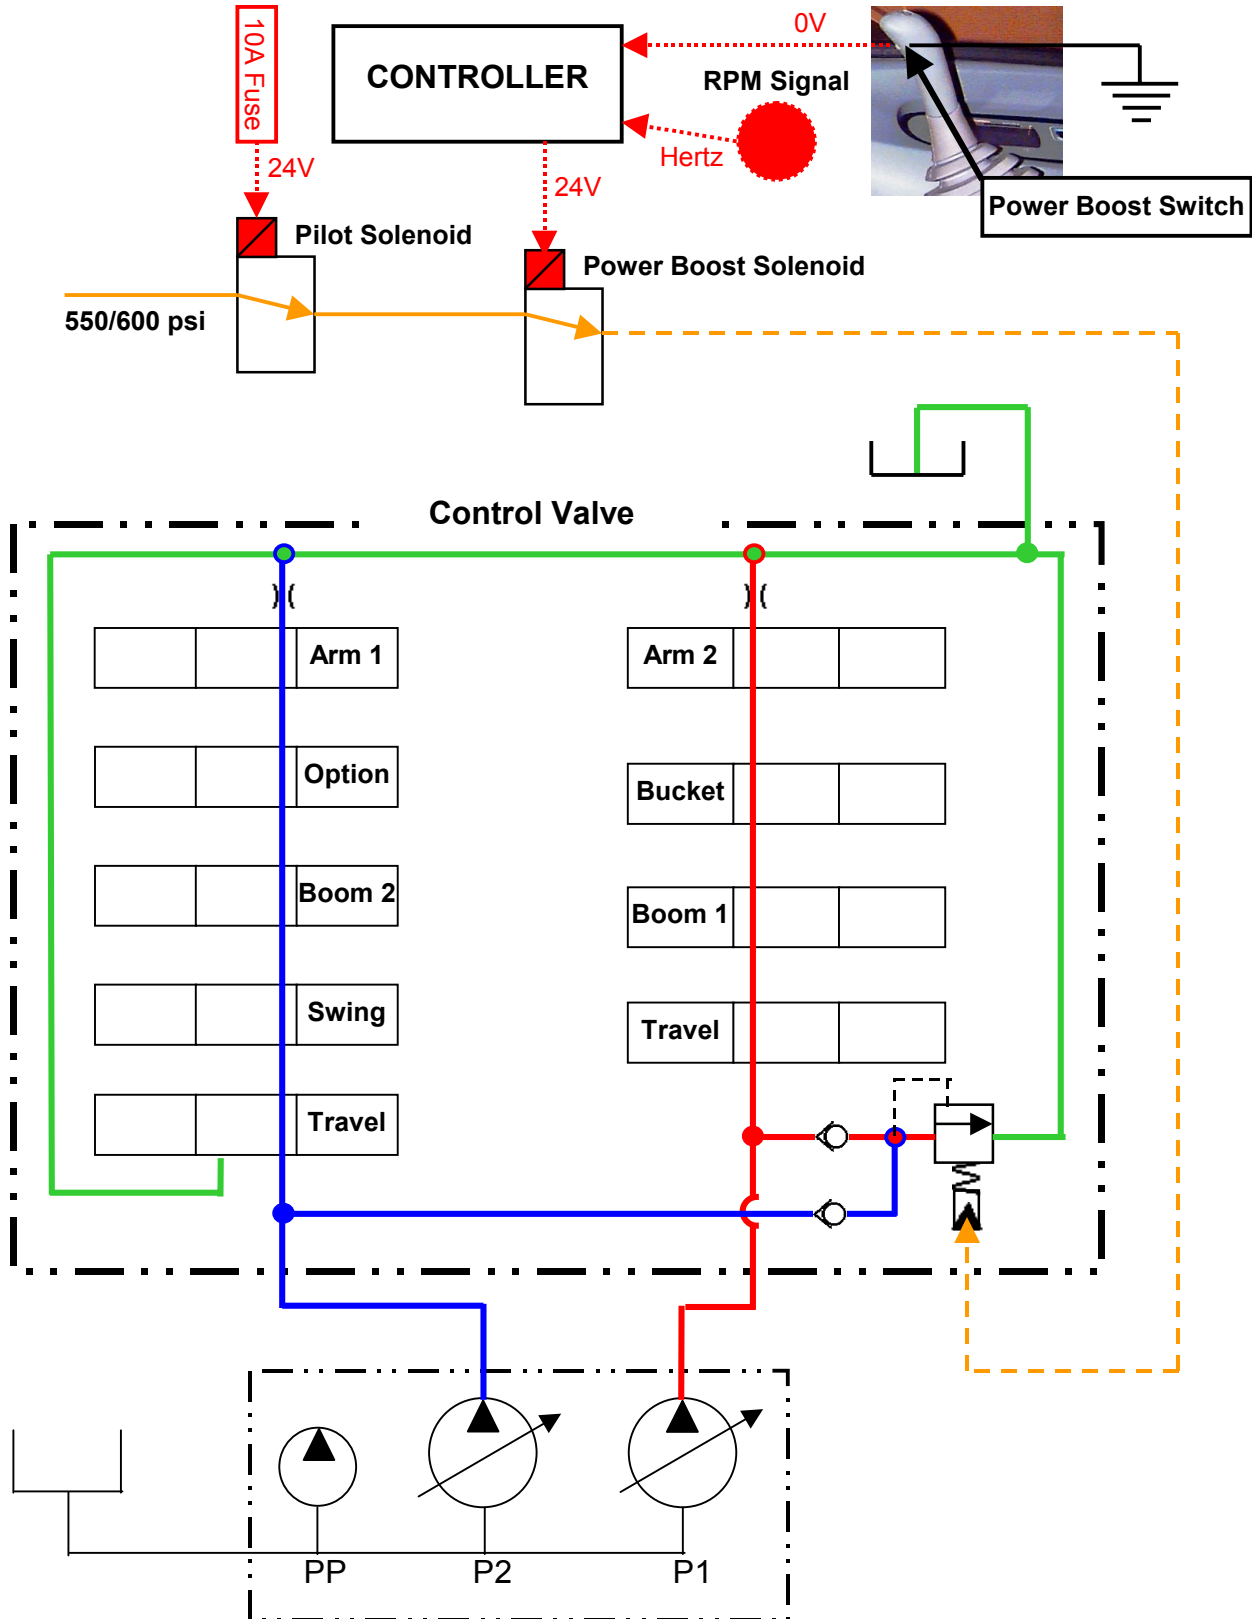 10A Fuse
CONTROLLER
0V
RPM Signal
Hertz
24V
24V
Power Boost Switch
Pilot Solenoid
Power Boost Solenoid
550/600 psi
Control Valve
Arm 1
Arm 2
Option
Bucket
Boom 2
Boom 1
Swing
Travel
Travel
PP
P2
P1